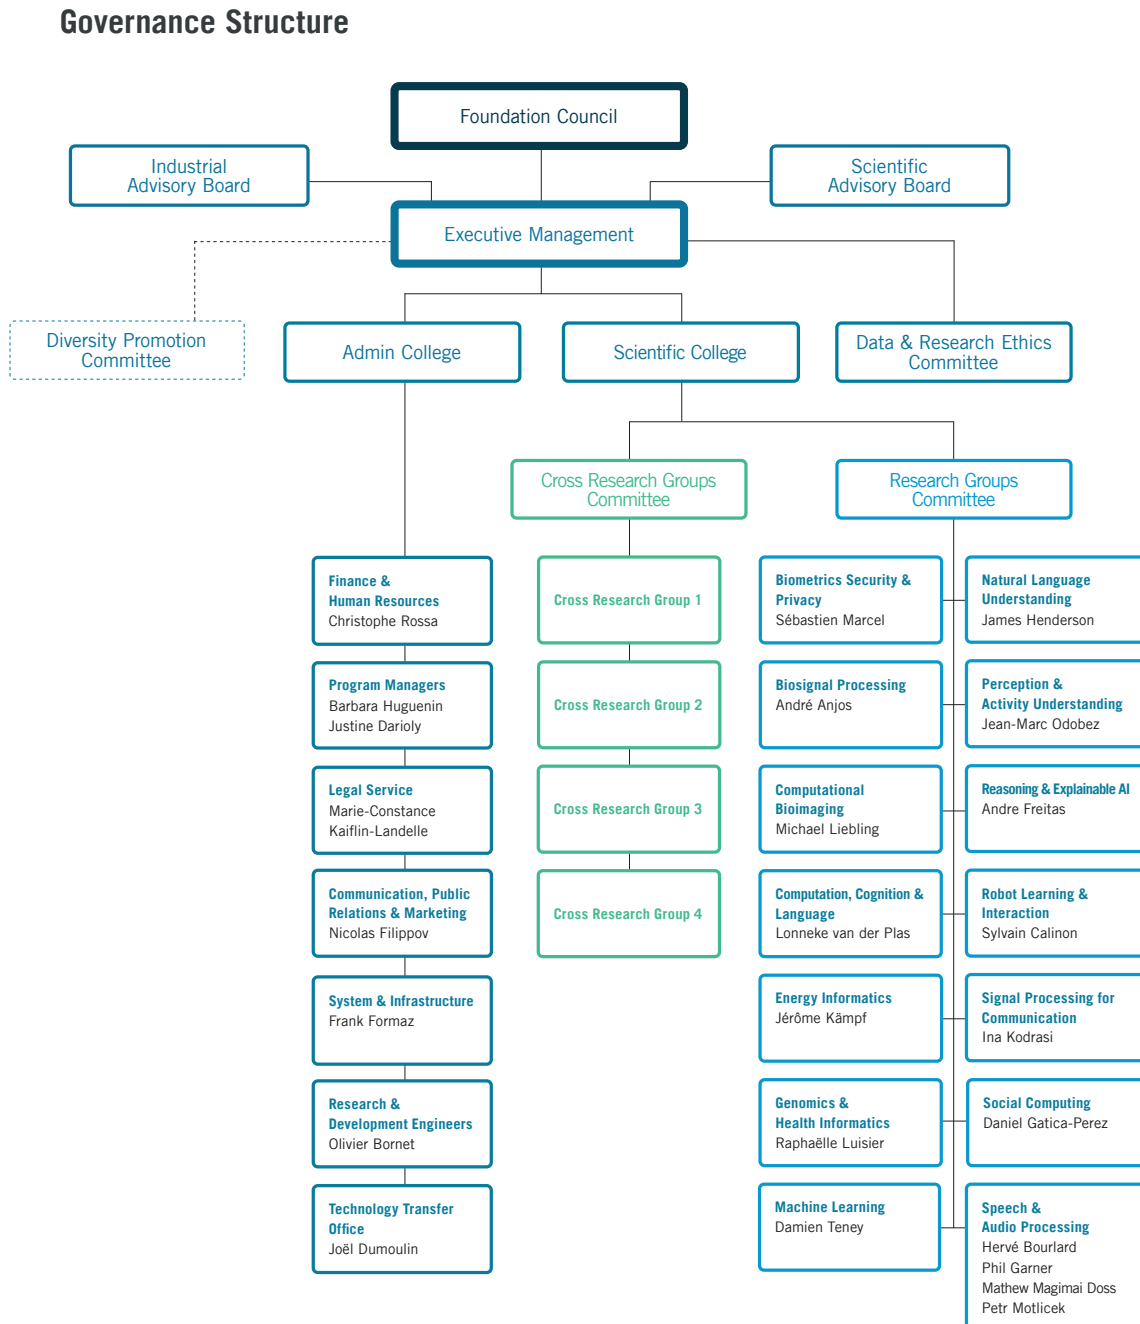 Governance Structure
Foundation Council
Industrial
Advisory Board
Scientific
Advisory Board
Executive Management
Diversity Promotion
Committee
Admin College
Scientific College
Data & Research Ethics
Committee
Cross Research Groups
Committee
Research Groups
Committee
Finance &
Human Resources
Christophe Rossa
Program Managers
Barbara Huguenin
Justine Darioly
Legal Service
Marie-Constance
Kaiflin-Landelle
Communication, Public
Relations & Marketing
Nicolas Filippov
System & Infrastructure
Frank Formaz
Research &
Development Engineers
Olivier Bornet
Technology Transfer
Office
Joël Dumoulin
Cross Research Group 1
Cross Research Group 2
Cross Research Group 3
Cross Research Group 4
Biometrics Security &
Privacy
Sébastien Marcel
Biosignal Processing
André Anjos
Computational
Bioimaging
Michael Liebling
Computation, Cognition &
Language
Lonneke van der Plas
Energy Informatics
Jérôme Kämpf
Genomics &
Health Informatics
Raphaëlle Luisier
Machine Learning
Damien Teney
Natural Language
Understanding
James Henderson
Perception &
Activity Understanding
Jean-Marc Odobez
Reasoning & Explainable AI
Andre Freitas
Robot Learning &
Interaction
Sylvain Calinon
Signal Processing for
Communication
Ina Kodrasi
Social Computing
Daniel Gatica-Perez
Speech &
Audio Processing
Hervé Bourlard
Phil Garner
Mathew Magimai Doss
Petr Motlicek